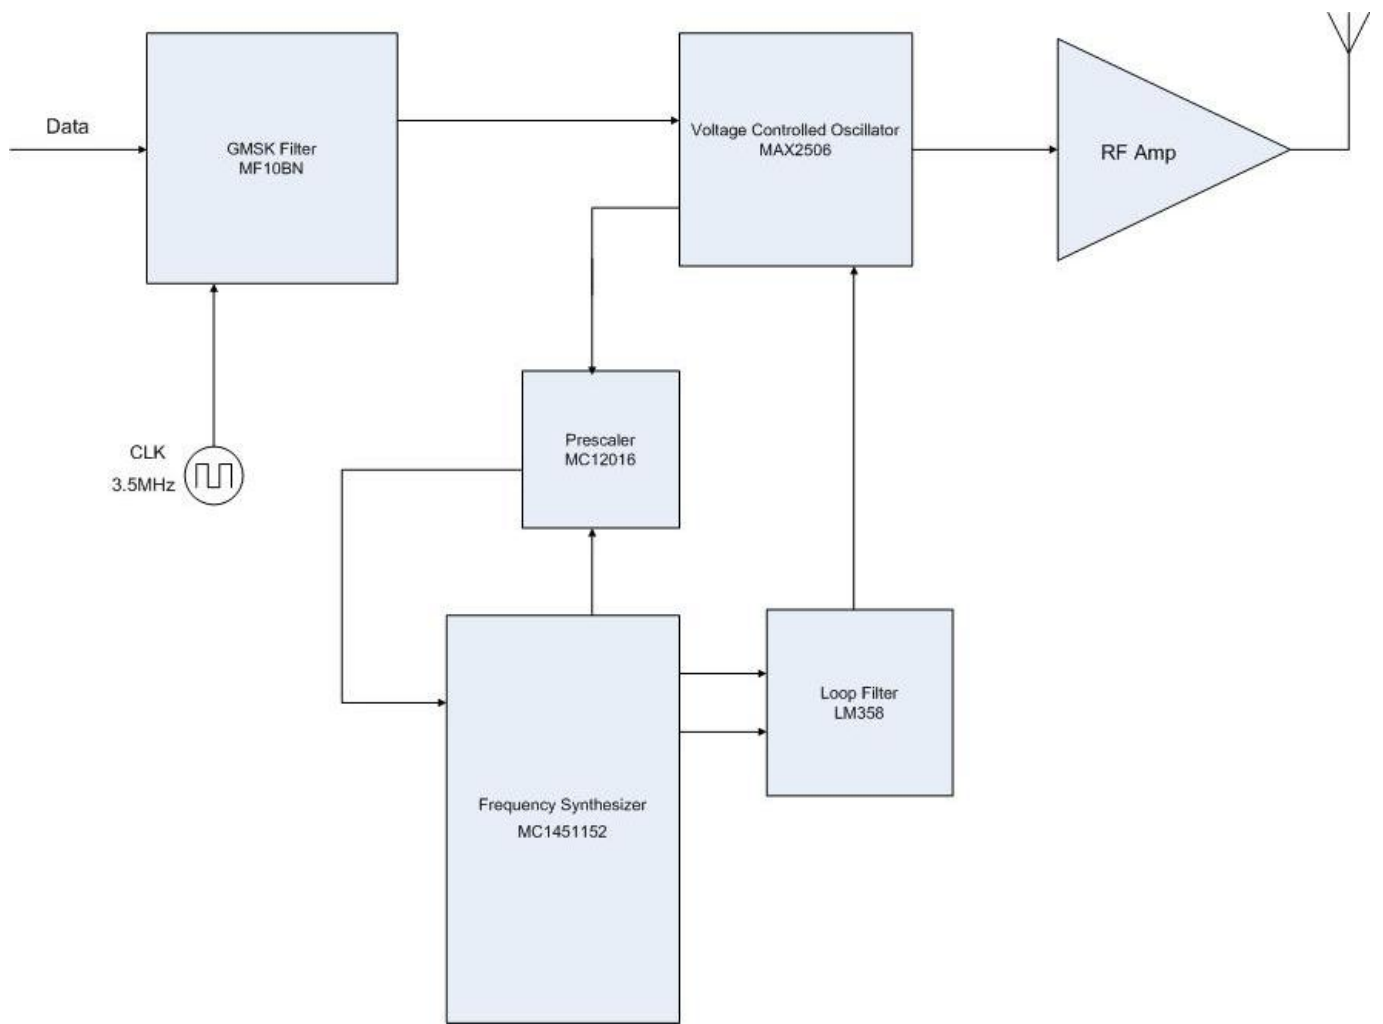 Data
GMSK Filter
MF10BN
Voltage Controlled Oscillator
MAX2506
RF Amp
CLK
3.5MHz
Prescaler
MC12016
Loop Filter
LM358
Frequency Synthesizer
MC1451152